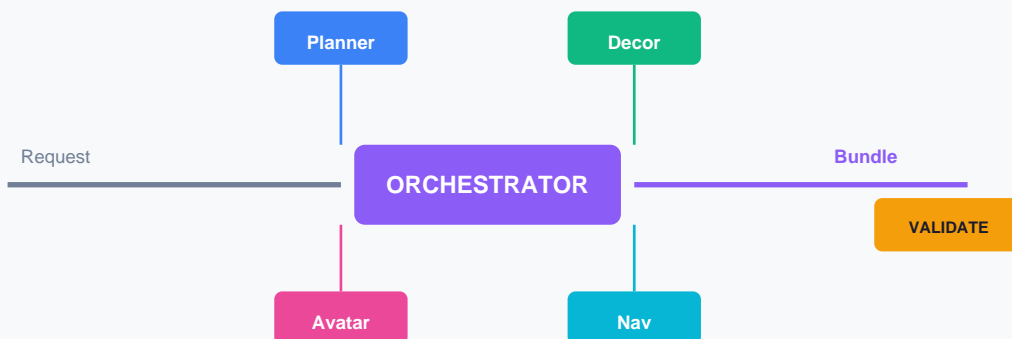 Planner
Decor
Request
Bundle
ORCHESTRATOR
VALIDATE
Avatar
Nav